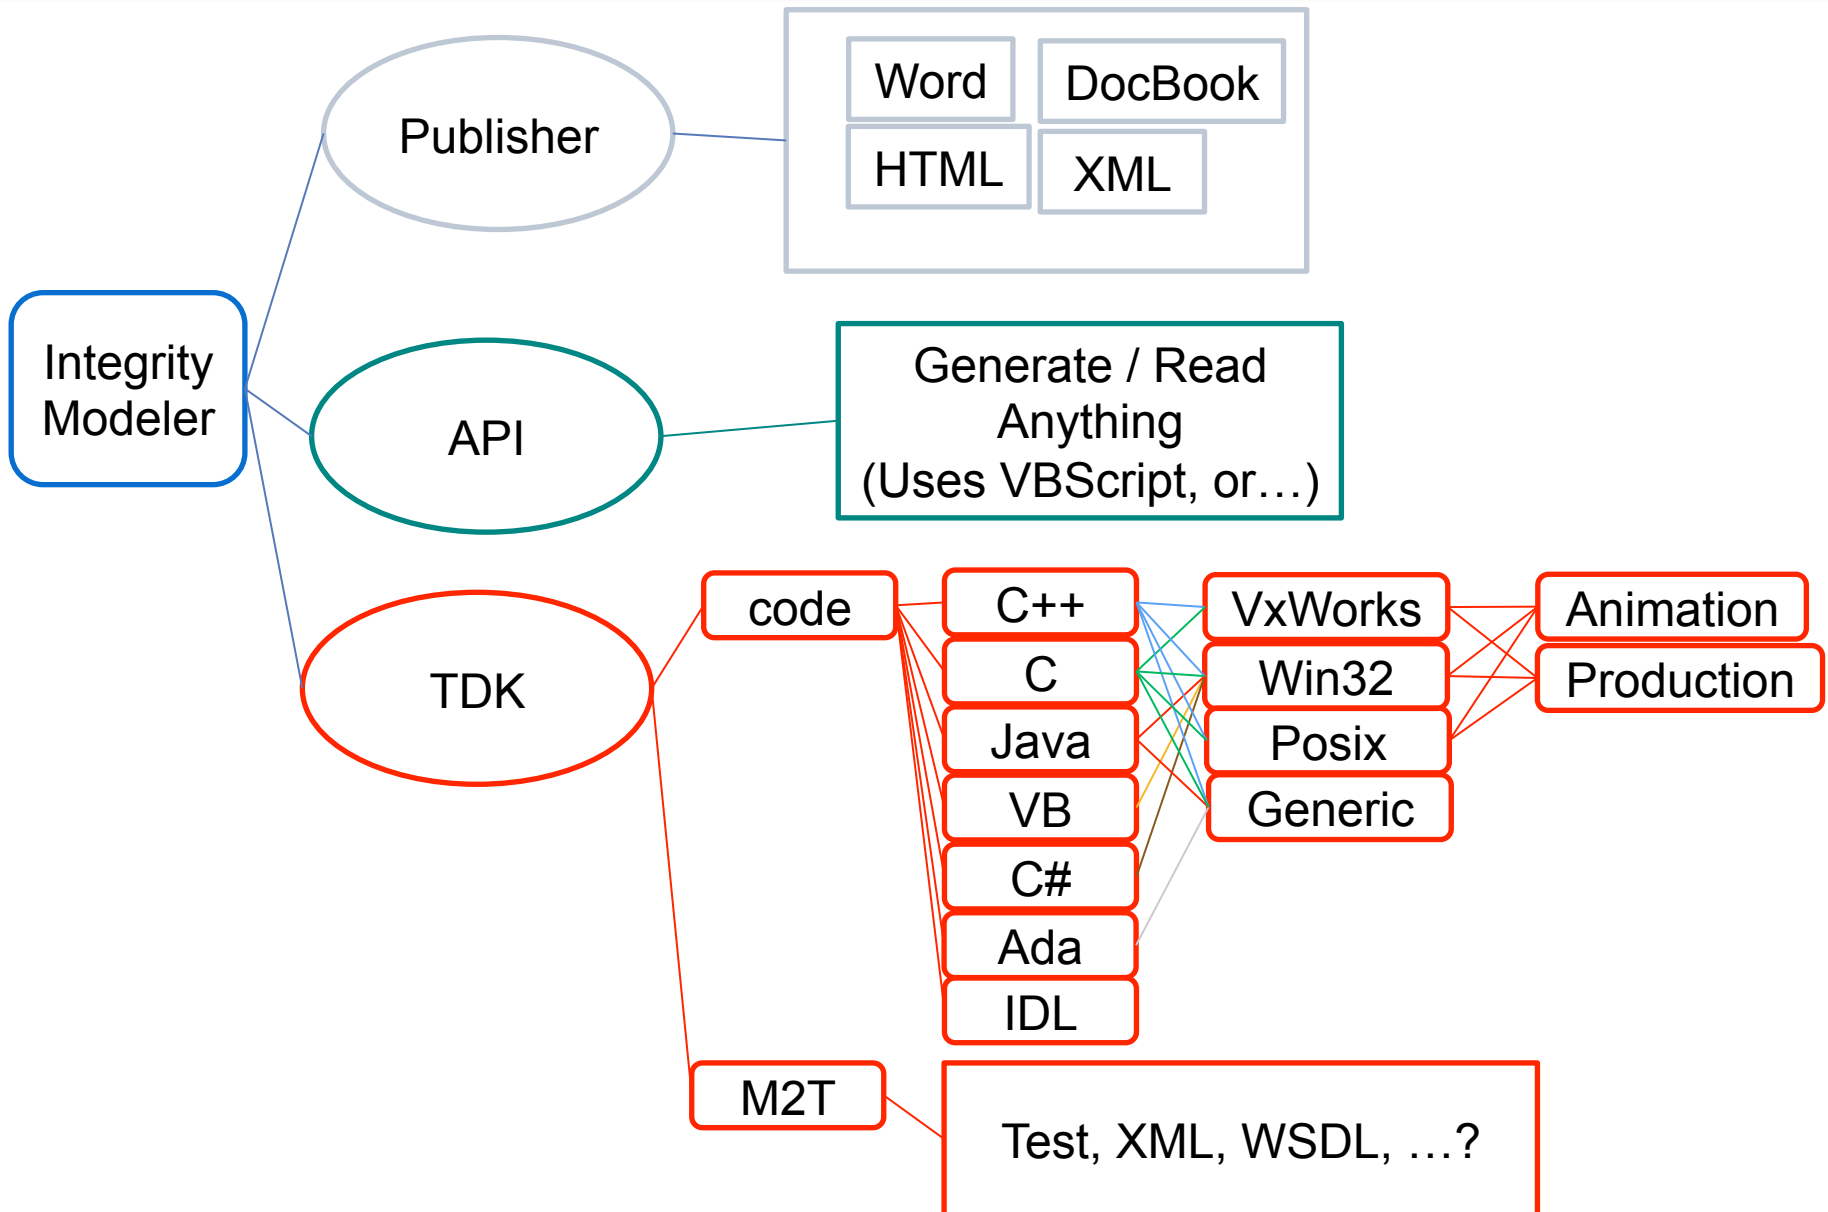 Publisher
Word
DocBook
HTML
XML
Integrity
Modeler
API
Generate / Read
Anything
(Uses VBScript, or…)
TDK
code
C++
C
Java
VB
C#
Ada
IDL
VxWorks
Win32
Posix
Generic
Animation
Production
M2T
Test, XML, WSDL, …?